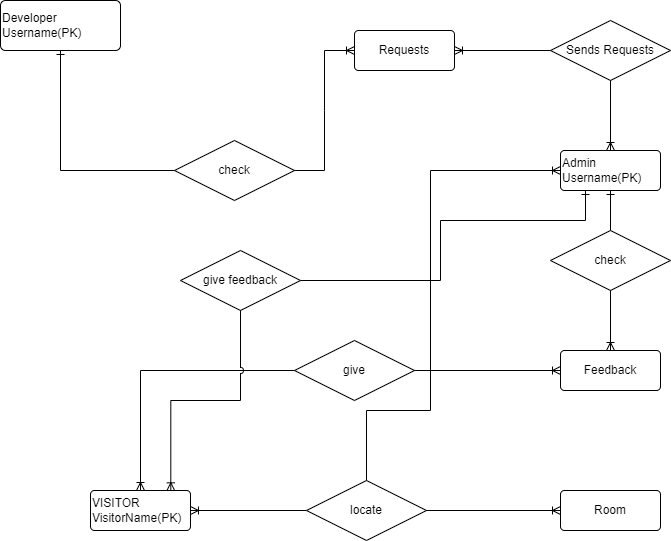 Developer
Username(PK)
Requests
Sends Requests
check
Admin
Username(PK)
give feedback
check
give
Feedback
VISITOR
VisitorName(PK)
locate
Room